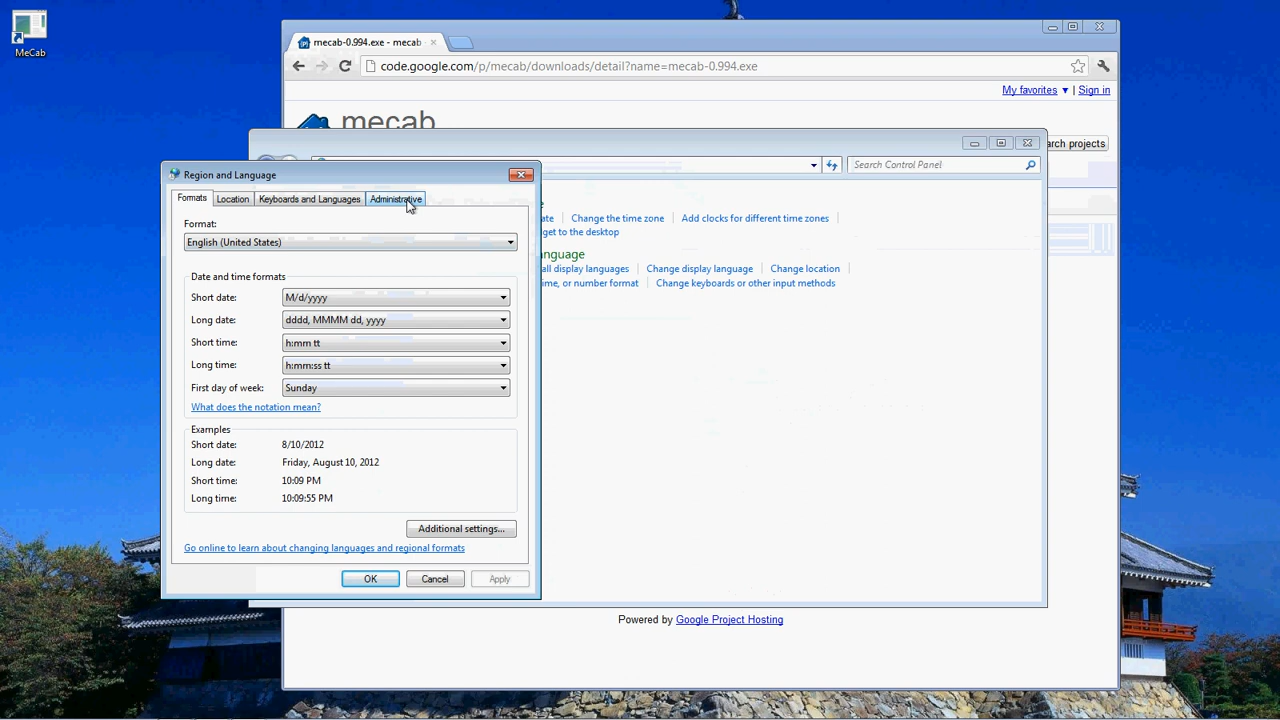 MeCab
mecab-0.994.exe - mecab
code.google.com/p/mecab/downloads/detail?name=mecab-0.994.exe
My favorites ▼ | Sign in
mecab
arch projects
Search Control Panel
Region and Language
Formats
Location
Keyboards and Languages
Administrative
Format:
English (United States)
Date and time formats
Short date:
M/d/yyyy
Long date:
dddd, MMMM dd, yyyy
Short time:
h:mm tt
Long time:
h:mm:ss tt
First day of week:
Sunday
What does the notation mean?
Examples
Short date:
8/10/2012
Long date:
Friday, August 10, 2012
Short time:
10:09 PM
Long time:
10:09:55 PM
Additional settings...
Go online to learn about changing languages and regional formats
OK
Cancel
Apply
ate
Change the time zone
Add clocks for different time zones
get to the desktop
anguage
all display languages
Change display language
Change location
ime, or number format
Change keyboards or other input methods
Powered by Google Project Hosting